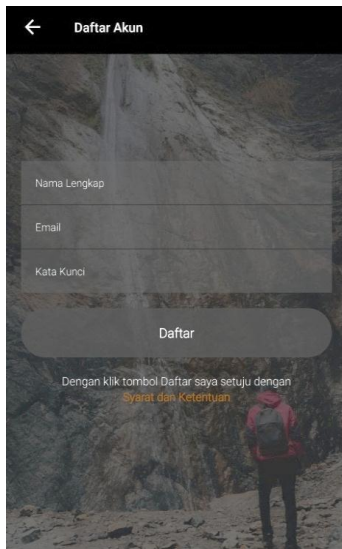 Daftar Akun
Nama Lengkap
Email
Kata Kunci
Daftar
Dengan klik tombol Daftar saya setuju dengan
Syarat dan Ketentuan